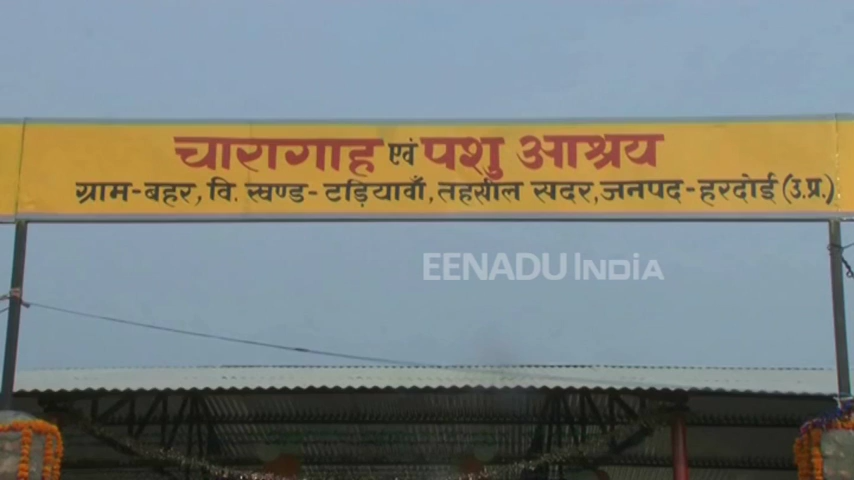 चारागाह एवं पशु आश्रय
ग्राम-बहर, वि. खण्ड-टड़ियावाँ, तहसील सदर, जनपद-हरदोई (उ.प्र.)
EENADU INDIA